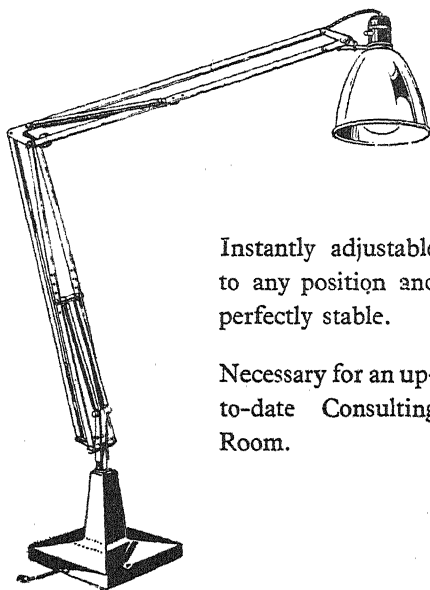 Instantly adjustable
to any position and
perfectly stable.
Necessary for an up-
to-date Consulting
Room.